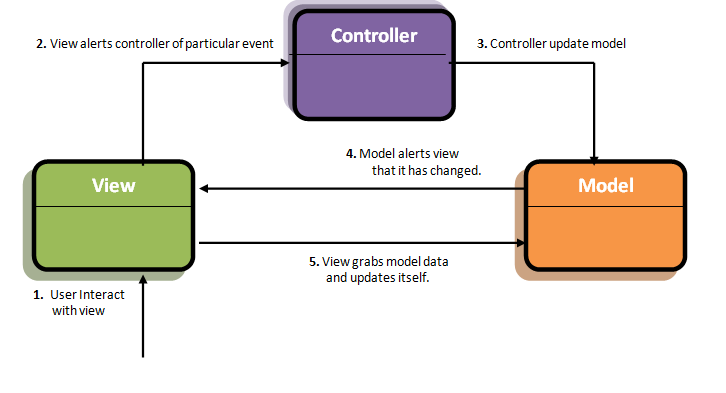 Controller
2. View alerts controller of particular event
3. Controller update model
4. Model alerts view
that it has changed.
View
Model
5. View grabs model data
and updates itself.
1. User Interact
with view